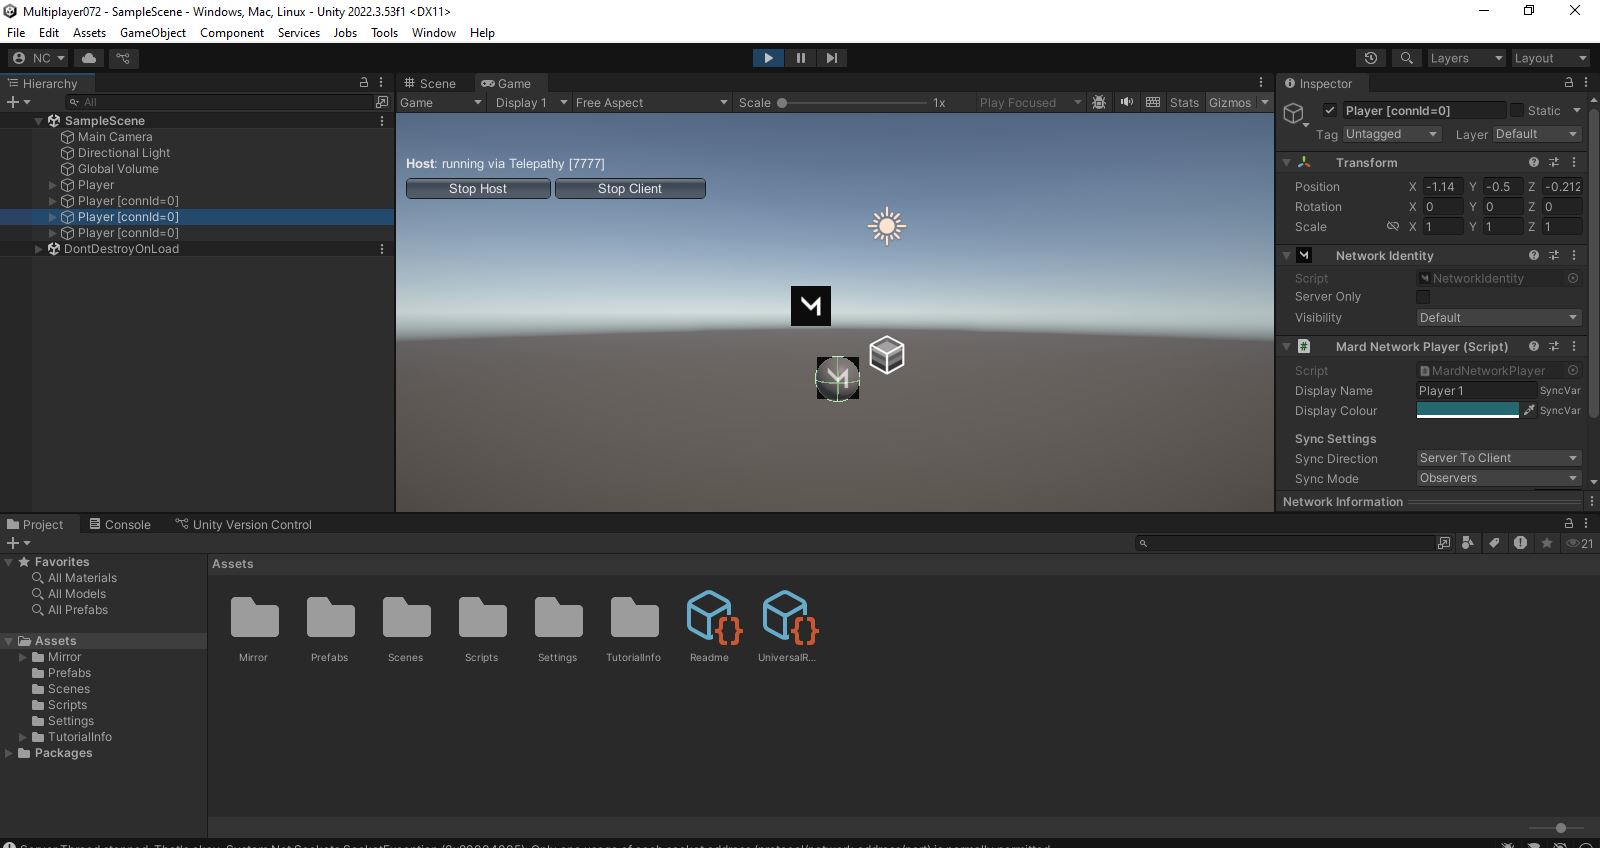 Multiplayer072 - SampleScene - Windows, Mac, Linux - Unity 2022.3.53f1 <DX11>
File Edit Assets GameObject Component Services Jobs Tools Window Help
NC Layers Layout
Hierarchy
All
SampleScene
Main Camera
Directional Light
Global Volume
Player
Player [connId=0]
Player [connId=0]
Player [connId=0]
DontDestroyOnLoad
Scene Game
Game Display 1 Free Aspect Scale 1x Play Focused Stats Gizmos
Host: running via Telepathy [7777]
Stop Host Stop Client
Inspector
Player [connId=0] Static
Tag Untagged Layer Default
Transform
Position X -1.14 Y -0.5 Z -0.212
Rotation X 0 Y 0 Z 0
Scale X 1 Y 1 Z 1
Network Identity
Script NetworkIdentity
Server Only
Visibility Default
Mard Network Player (Script)
Script MardNetworkPlayer
Display Name Player 1 SyncVar
Display Colour SyncVar
Sync Settings
Sync Direction Server To Client
Sync Mode Observers
Network Information
Project Console Unity Version Control
21
Favorites
All Materials
All Models
All Prefabs
Assets
Mirror
Prefabs
Scenes
Scripts
Settings
TutorialInfo
Packages
Assets
Mirror Prefabs Scenes Scripts Settings TutorialInfo Readme UniversalR...